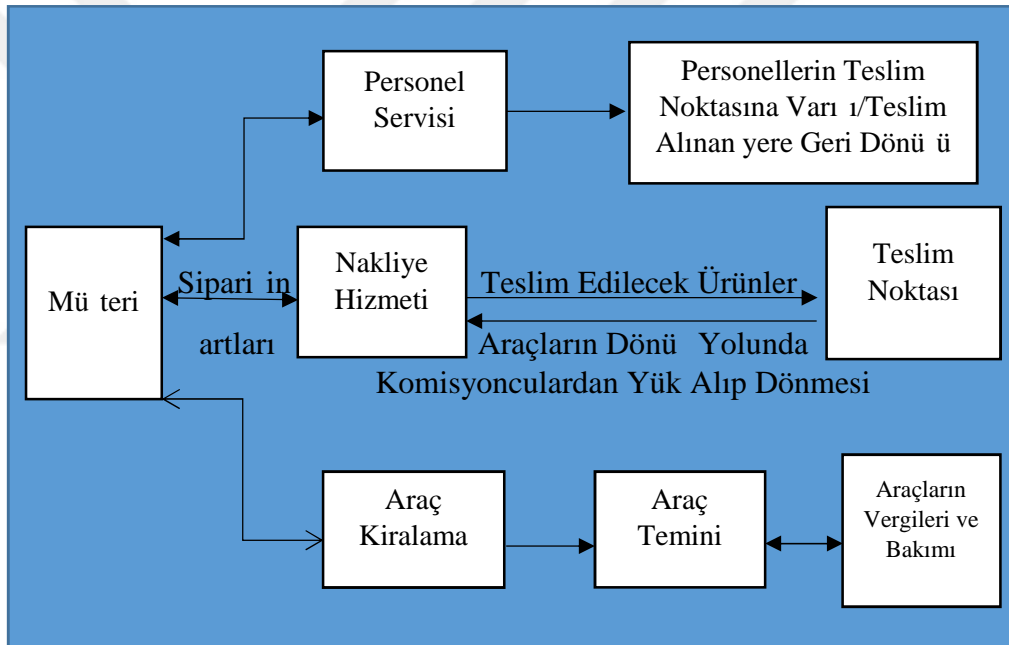 Personel
Servisi
Personellerin Teslim
Noktasına Varı ı/Teslim
Alınan yere Geri Dönü ü
Mü teri
Sipari in
artları
Nakliye
Hizmeti
Teslim Edilecek Ürünler
Araçların Dönü Yolunda
Komisyonculardan Yük Alıp Dönmesi
Teslim
Noktası
Araç
Kiralama
Araç
Temini
Araçların
Vergileri ve
Bakımı